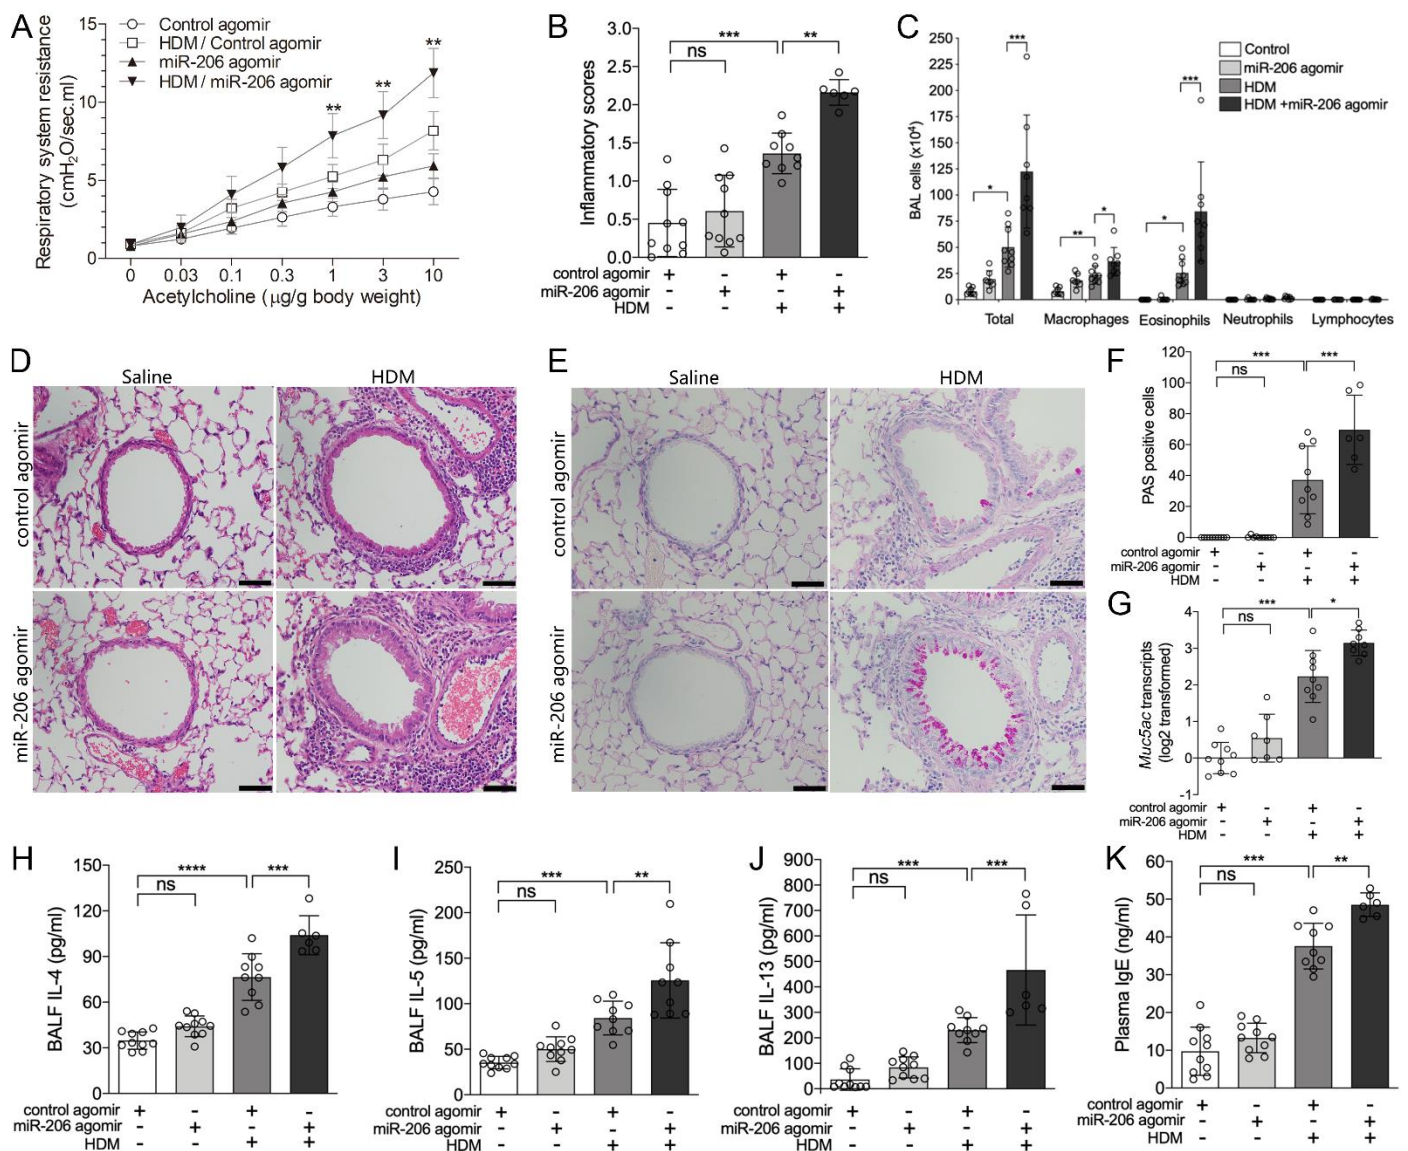 A
15
10
5
0
Respiratory system resistance
(cmH2O/sec.ml)
Control agomir
HDM / Control agomir
miR-206 agomir
HDM / miR-206 agomir
** ** **
0 0.03 0.1 0.3 1 3 10
Acetylcholine (μg/g body weight)
B
3.0
2.5
2.0
1.5
1.0
0.5
0.0
Inflammatory scores
*** **
ns
control agomir + - + -
miR-206 agomir - + - +
HDM - - + +
C
250
225
200
175
150
125
100
75
50
25
0
BAL cells (x10⁴)
Control
miR-206 agomir
HDM
HDM +miR-206 agomir
* *** ** * * ***
Total Macrophages Eosinophils Neutrophils Lymphocytes
D
Saline HDM
control agomir
miR-206 agomir
E
Saline HDM
control agomir
miR-206 agomir
F
120
100
80
60
40
20
0
PAS positive cells
*** ***
ns
control agomir + - + -
miR-206 agomir - + - +
HDM - - + +
G
4
3
2
1
0
-1
Muc5ac transcripts
(log2 transformed)
*** *
ns
control agomir + - + -
miR-206 agomir - + - +
HDM - - + +
H
150
120
90
60
30
0
BALF IL-4 (pg/ml)
**** ***
ns
control agomir + - + -
miR-206 agomir - + - +
HDM - - + +
I
250
200
150
100
50
0
BALF IL-5 (pg/ml)
*** **
ns
control agomir + - + -
miR-206 agomir - + - +
HDM - - + +
J
900
800
700
600
500
400
300
200
100
0
BALF IL-13 (pg/ml)
*** ***
ns
control agomir + - + -
miR-206 agomir - + - +
HDM - - + +
K
60
50
40
30
20
10
0
Plasma IgE (ng/ml)
*** **
ns
control agomir + - + -
miR-206 agomir - + - +
HDM - - + +